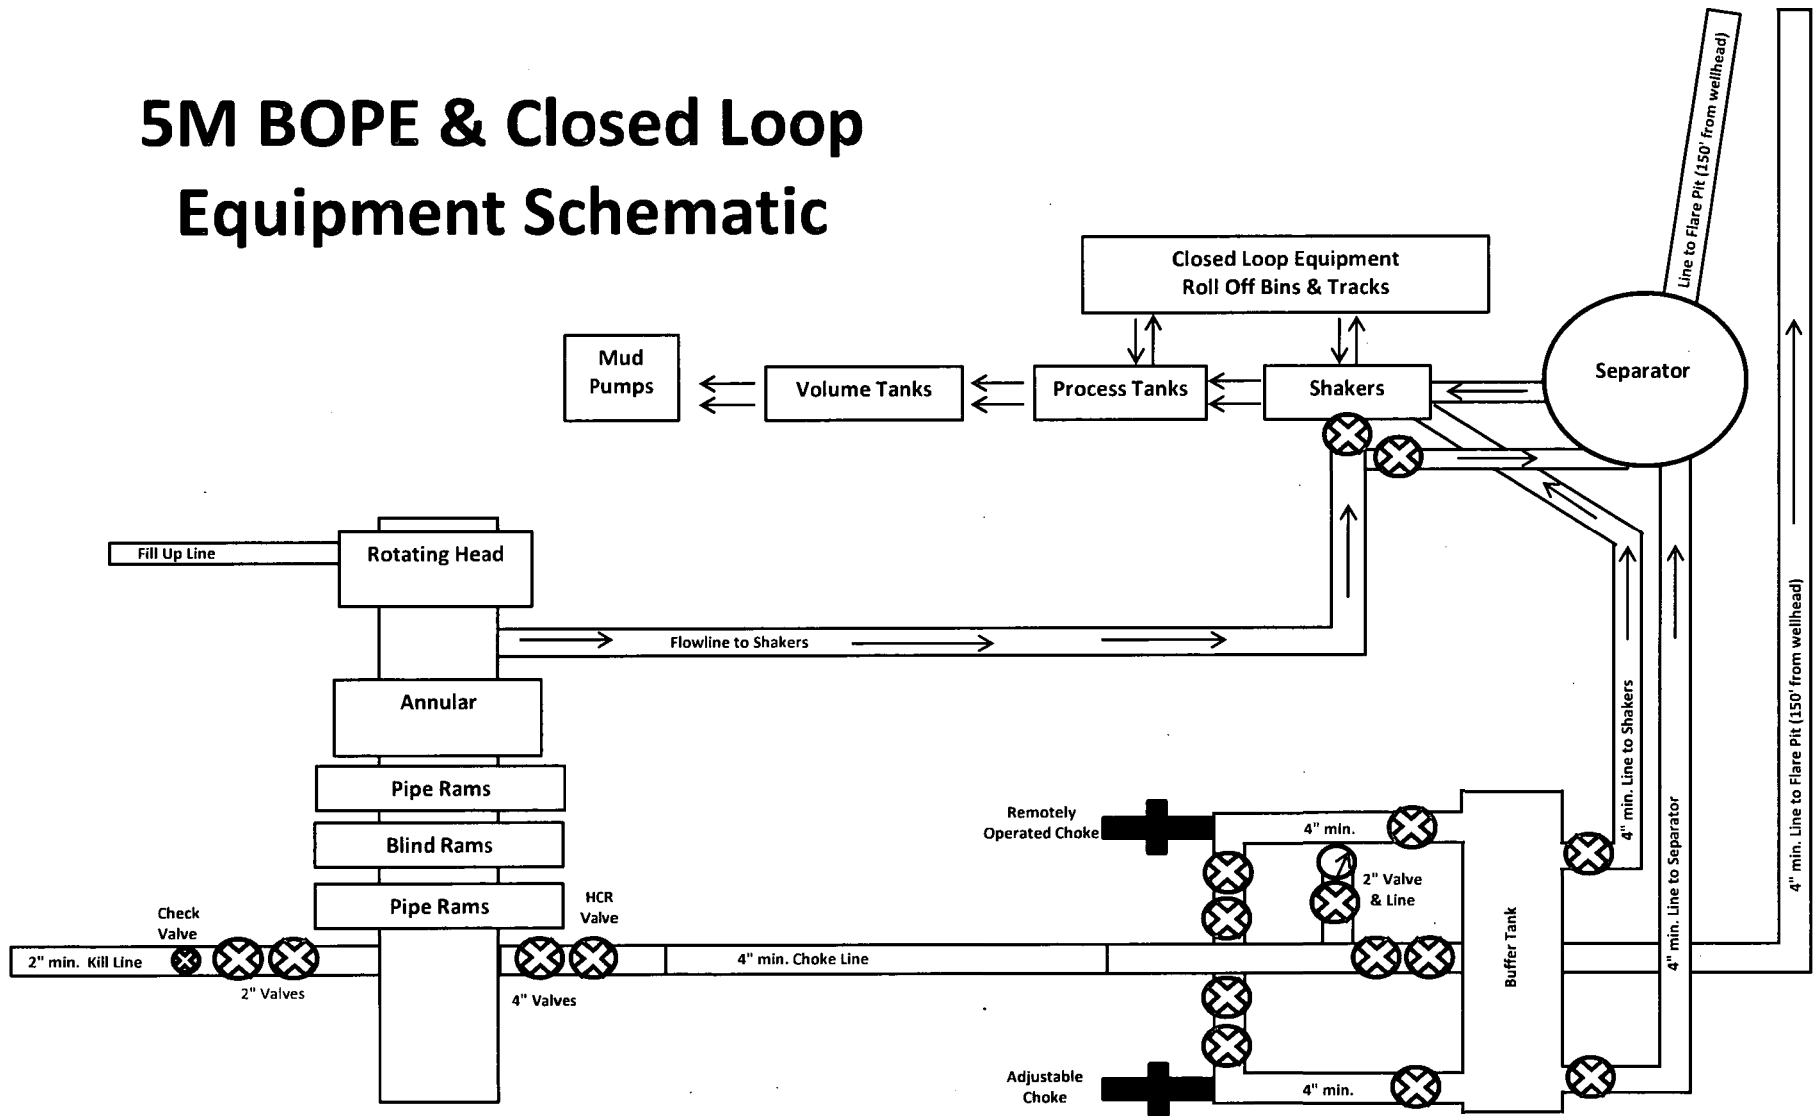 5M BOPE & Closed Loop
Equipment Schematic
Line to Flare Pit (150' from wellhead)
Closed Loop Equipment
Roll Off Bins & Tracks
Mud
Pumps
Volume Tanks
Process Tanks
Shakers
Separator
Fill Up Line
Rotating Head
Flowline to Shakers
Annular
Pipe Rams
Blind Rams
Pipe Rams
Check
Valve
HCR
Valve
2" min. Kill Line
2" Valves
4" Valves
4" min. Choke Line
Remotely
Operated Choke
4" min.
2" Valve
& Line
Adjustable
Choke
4" min.
Buffer Tank
4" min. Line to Shakers
4" min. Line to Separator
4" min. Line to Flare Pit (150' from wellhead)